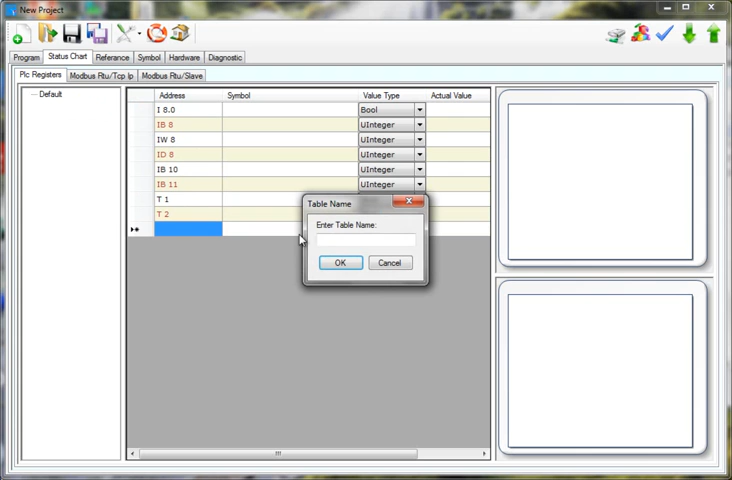 New Project
Program Status Chart Reference Symbol Hardware Diagnostic
Plc Registers Modbus Rtu/Tcp Ip Modbus Rtu/Slave
Default
Address Symbol Value Type Actual Value
I 8.0 Bool
IB 8 UInteger
IW 8 UInteger
ID 8 UInteger
IB 10 UInteger
IB 11 UInteger
T 1
T 2
Table Name
Enter Table Name:
OK Cancel